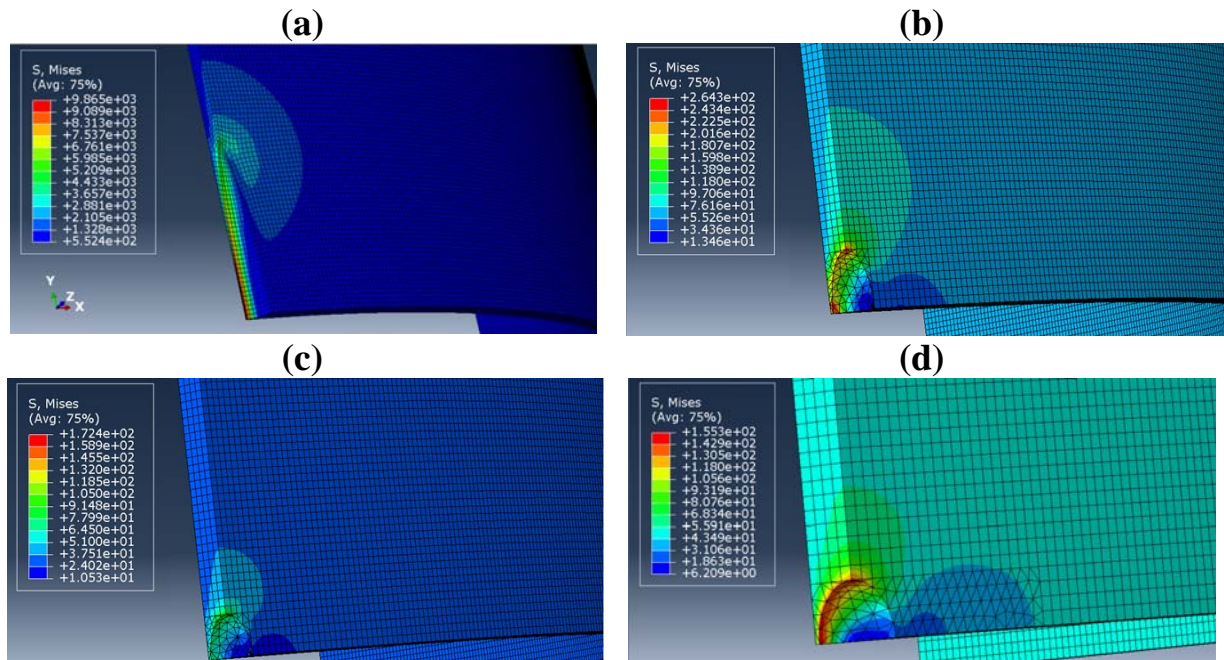 (a)
S, Mises
(Avg: 75%)
+9.865e+03
+9.089e+03
+8.313e+03
+7.537e+03
+6.761e+03
+5.985e+03
+5.209e+03
+4.433e+03
+3.657e+03
+2.881e+03
+2.105e+03
+1.328e+03
+5.524e+02
Y
Z
X
(b)
S, Mises
(Avg: 75%)
+2.643e+02
+2.434e+02
+2.225e+02
+2.016e+02
+1.807e+02
+1.598e+02
+1.389e+02
+1.180e+02
+9.706e+01
+7.616e+01
+5.526e+01
+3.436e+01
+1.346e+01
(c)
S, Mises
(Avg: 75%)
+1.724e+02
+1.589e+02
+1.455e+02
+1.320e+02
+1.185e+02
+1.050e+02
+9.148e+01
+7.799e+01
+6.450e+01
+5.100e+01
+3.751e+01
+2.402e+01
+1.053e+01
(d)
S, Mises
(Avg: 75%)
+1.553e+02
+1.429e+02
+1.305e+02
+1.180e+02
+1.056e+02
+9.319e+01
+8.076e+01
+6.834e+01
+5.591e+01
+4.349e+01
+3.106e+01
+1.863e+01
+6.209e+00